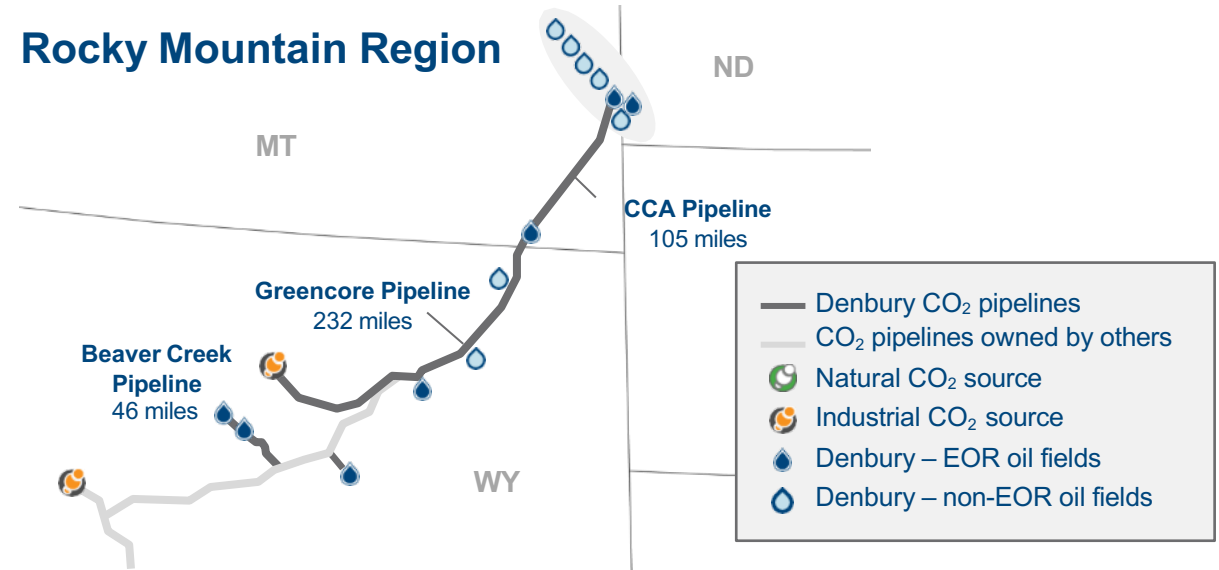 Rocky Mountain Region
ND
MT
CCA Pipeline
105 miles
Greencore Pipeline
232 miles
Beaver Creek
Pipeline
46 miles
WY
Denbury CO₂ pipelines
CO₂ pipelines owned by others
Natural CO₂ source
Industrial CO₂ source
Denbury – EOR oil fields
Denbury – non-EOR oil fields